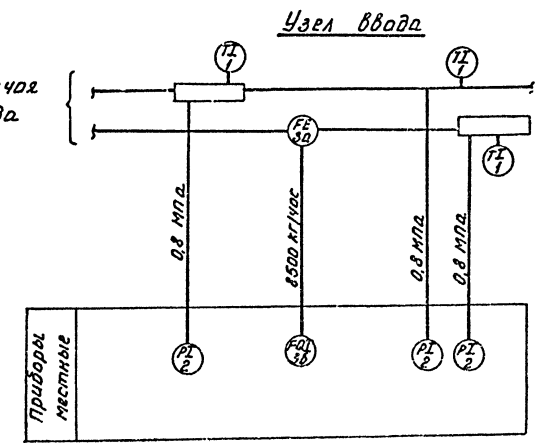 Узел ввода
TI
1
TI
1
FE
3а
TI
1
0,8 мпа
8500 кг/час
0,8 мпа
0,8 мпа
Приборы
местные
PI
2
FQI
3б
PI
2
PI
2